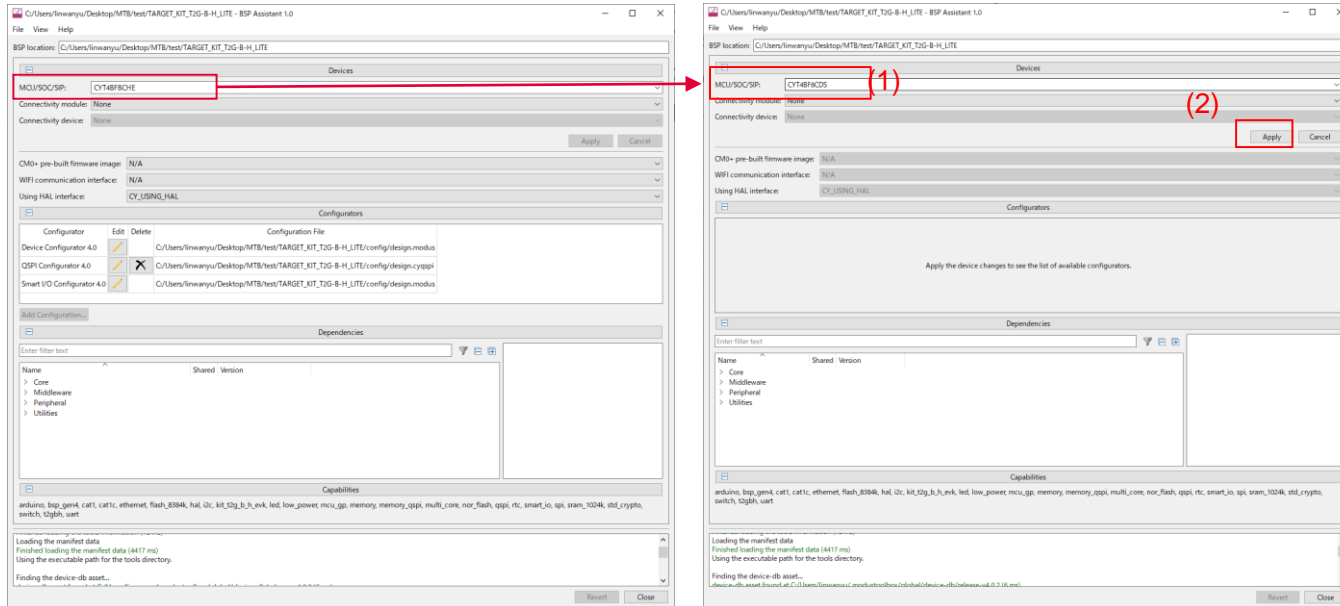 C:/Users/linwanyu/Desktop/MTB/test/TARGET_KIT_T2G-B-H_LITE - BSP Assistant 1.0
File View Help
BSP location: C:/Users/linwanyu/Desktop/MTB/test/TARGET_KIT_T2G-B-H_LITE
Devices
MCU/SOC/SIP: CYT4BFBCHE
Connectivity module: None
Connectivity device: None
Apply Cancel
CM0+ pre-built firmware image: N/A
WIFI communication interface: N/A
Using HAL interface: CY_USING_HAL
Configurators
Configurator Edit Delete Configuration File
Device Configurator 4.0 C:/Users/linwanyu/Desktop/MTB/test/TARGET_KIT_T2G-B-H_LITE/config/design.modus
QSPI Configurator 4.0 C:/Users/linwanyu/Desktop/MTB/test/TARGET_KIT_T2G-B-H_LITE/config/design.cyqspi
Smart I/O Configurator 4.0 C:/Users/linwanyu/Desktop/MTB/test/TARGET_KIT_T2G-B-H_LITE/config/design.modus
Add Configuration...
Dependencies
Enter filter text
Name Shared Version
Core
Middleware
Peripheral
Utilities
Capabilities
arduino, bsp_gen4, cat1, cat1c, ethernet, flash_8384k, hal, i2c, kit_t2g_b_h_evk, led, low_power, mcu_gp, memory, memory_qspi, multi_core, nor_flash, qspi, rtc, smart_io, spi, sram_1024k, std_crypto,
switch, t2gbh, uart
Loading the manifest data
Finished loading the manifest data (4417 ms)
Using the executable path for the tools directory.
Finding the device-db asset...
Revert Close
C:/Users/linwanyu/Desktop/MTB/test/TARGET_KIT_T2G-B-H_LITE - BSP Assistant 1.0
File View Help
BSP location: C:/Users/linwanyu/Desktop/MTB/test/TARGET_KIT_T2G-B-H_LITE
Devices
MCU/SOC/SIP: CYT4BF8CDS
(1)
Connectivity module: None
(2)
Connectivity device: None
Apply Cancel
CM0+ pre-built firmware image: N/A
WIFI communication interface: N/A
Using HAL interface: CY_USING_HAL
Configurators
Apply the device changes to see the list of available configurators.
Dependencies
Enter filter text
Name Shared Version
Core
Middleware
Peripheral
Utilities
Capabilities
arduino, bsp_gen4, cat1, cat1c, ethernet, flash_8384k, hal, i2c, kit_t2g_b_h_evk, led, low_power, mcu_gp, memory, memory_qspi, multi_core, nor_flash, qspi, rtc, smart_io, spi, sram_1024k, std_crypto,
switch, t2gbh, uart
Loading the manifest data
Finished loading the manifest data (4417 ms)
Using the executable path for the tools directory.
Finding the device-db asset...
Revert Close